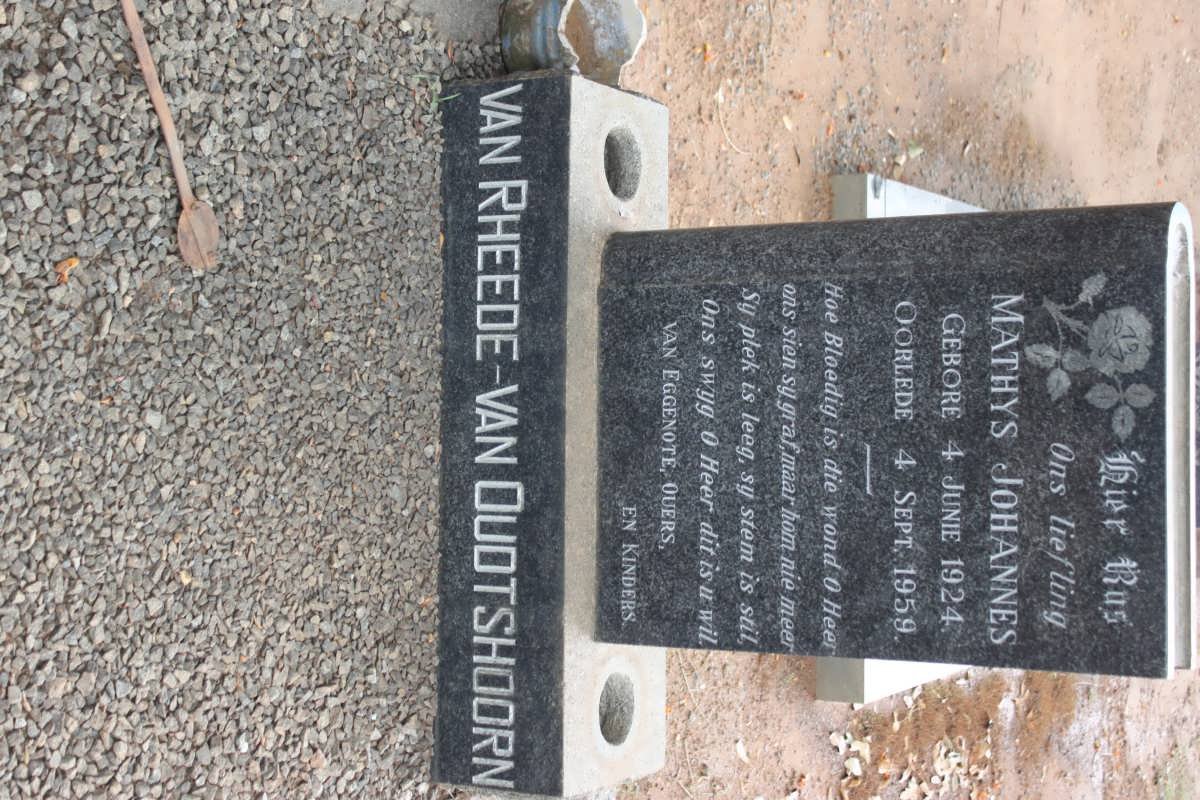 Hier Rus
Ons liefling
MATHYS JOHANNES
GEBORE 4 JUNIE 1924.
OORLEDE 4 SEPT. 1959.
Hoe Bloedig is die wond O Heer
ons sien sy graf, maar hom nie meer
Sy plek is leeg, sy stem is stil,
Ons swyg O Heer dit is u wil.
VAN EGGENOTE, OUERS,
EN KINDERS.
VAN RHEEDE-VAN OUDTSHOORN